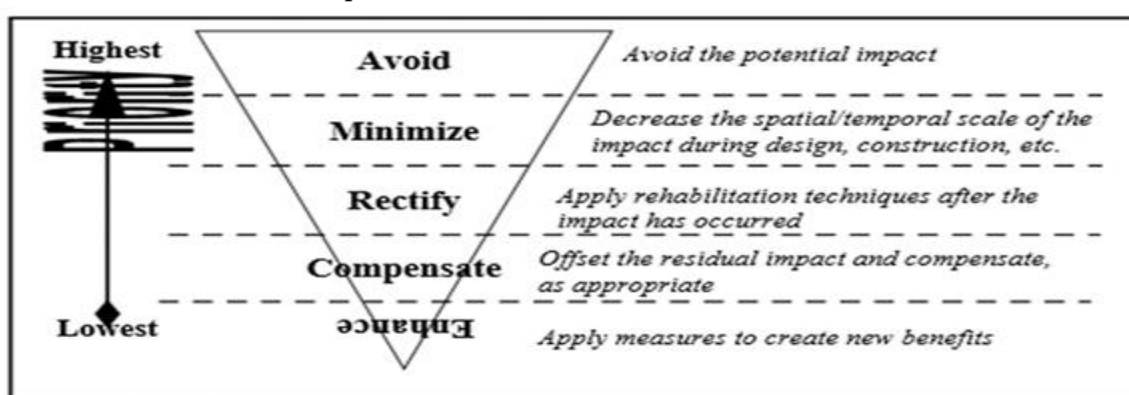 Highest
Avoid
Avoid the potential impact
Minimize
Decrease the spatial/temporal scale of the
impact during design, construction, etc.
Rectify
Apply rehabilitation techniques after the
impact has occurred
Compensate
Offset the residual impact and compensate,
as appropriate
Lowest
Enhance
Apply measures to create new benefits